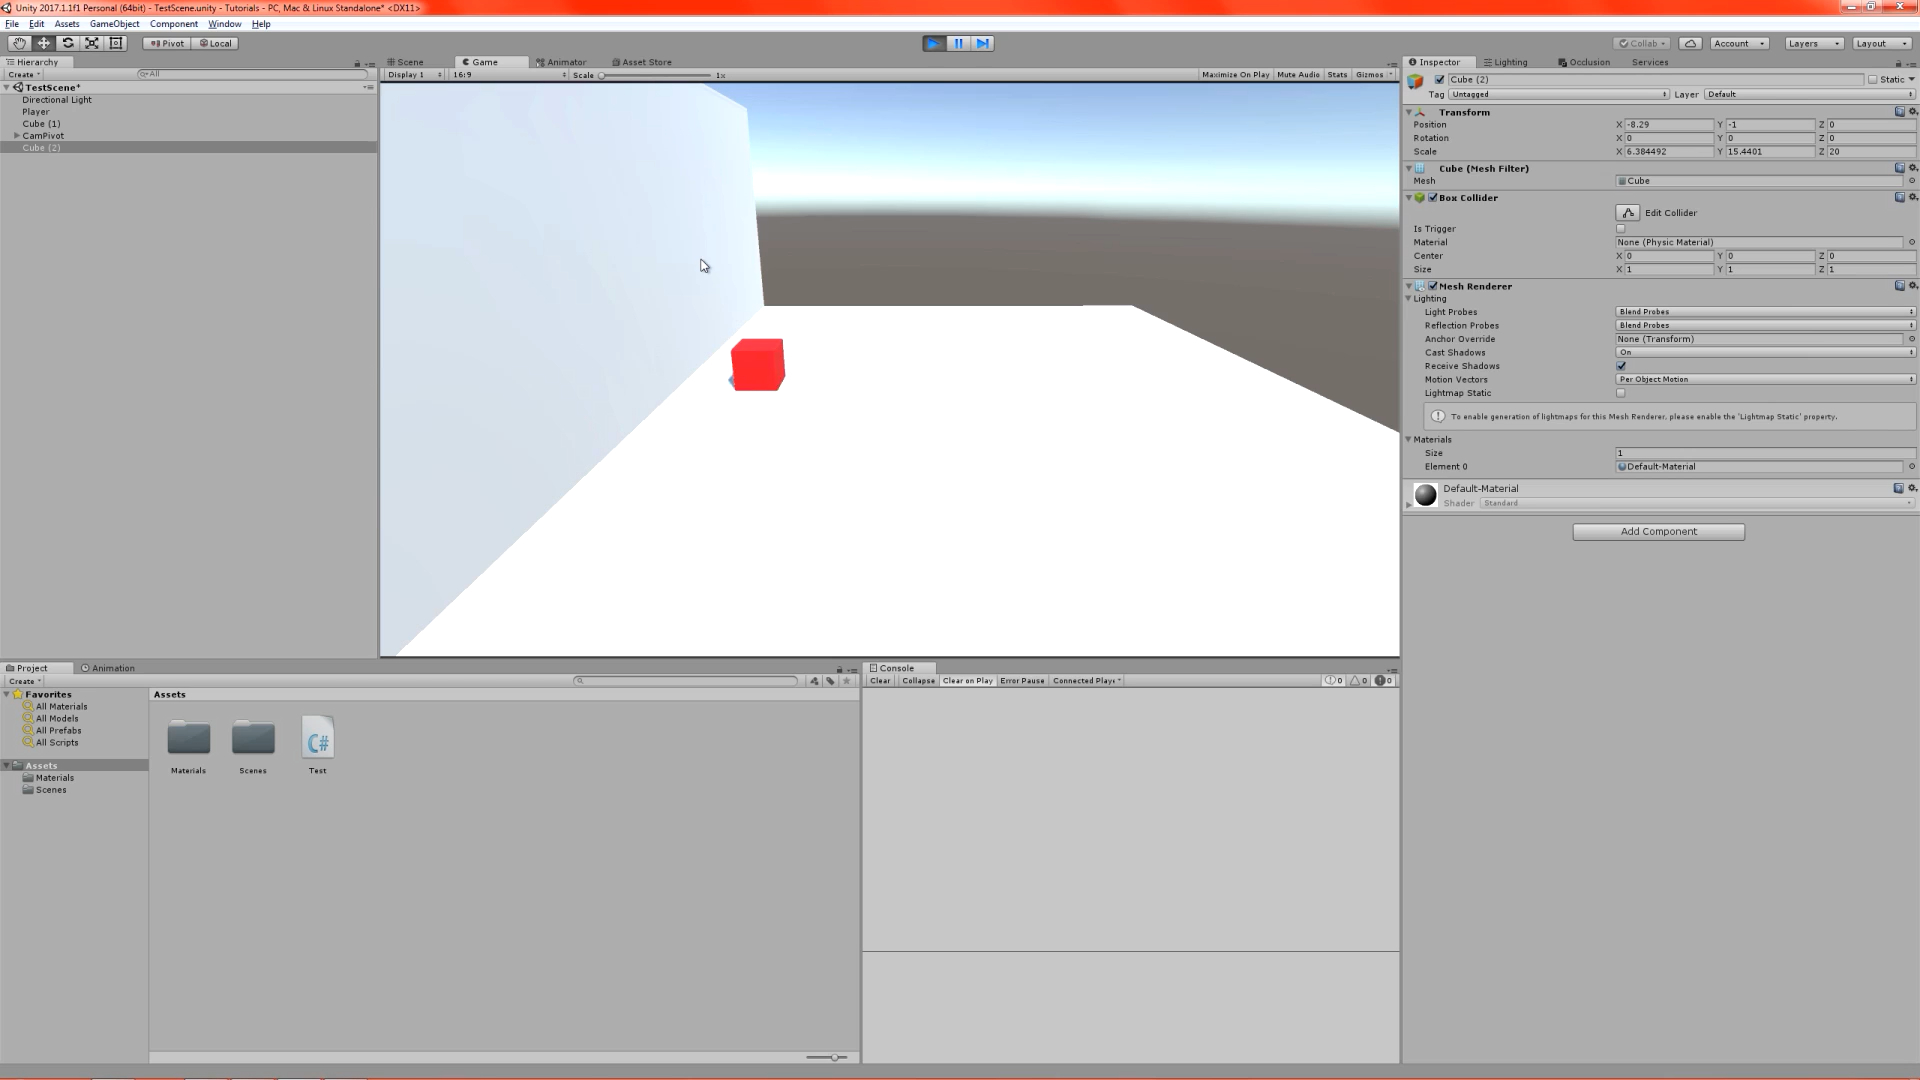 Unity 2017.1.1f1 Personal (64bit) - TestScene.unity - Tutorials - PC, Mac & Linux Standalone* <DX11>
File Edit Assets GameObject Component Window Help
Pivot Local Collab Account Layers Layout
Hierarchy
Create All
TestScene*
Directional Light
Player
Cube (1)
CamPivot
Cube (2)
Scene Game Animator Asset Store
Display 1 16:9 Scale 1x Maximize On Play Mute Audio Stats Gizmos
Inspector Lighting Occlusion Services
Cube (2) Static
Tag Untagged Layer Default
Transform
Position X -8.29 Y -1 Z 0
Rotation X 0 Y 0 Z 0
Scale X 6.384492 Y 15.4401 Z 20
Cube (Mesh Filter)
Mesh Cube
Box Collider
Edit Collider
Is Trigger
Material None (Physic Material)
Center X 0 Y 0 Z 0
Size X 1 Y 1 Z 1
Mesh Renderer
Lighting
Light Probes Blend Probes
Reflection Probes Blend Probes
Anchor Override None (Transform)
Cast Shadows On
Receive Shadows
Motion Vectors Per Object Motion
Lightmap Static
To enable generation of lightmaps for this Mesh Renderer, please enable the 'Lightmap Static' property.
Materials
Size 1
Element 0 Default-Material
Default-Material
Shader Standard
Add Component
Project Animation
Create
Favorites
All Materials
All Models
All Prefabs
All Scripts
Assets
Materials
Scenes
Assets
Materials Scenes Test
C#
Console
Clear Collapse Clear on Play Error Pause Connected Playe 0 0 0